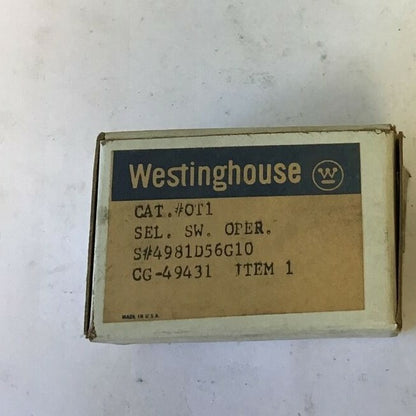 Westinghouse W
CAT.#OT1
SEL. SW. OPER.
S#4981D56G10
CG-49431 ITEM 1
MADE IN U.S.A.